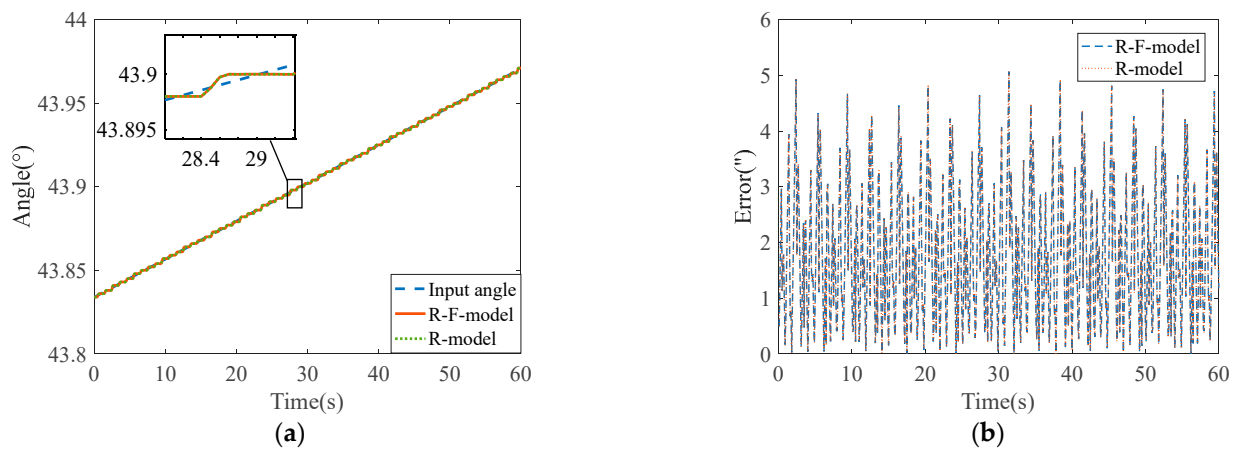 44
43.95
43.9
43.85
43.8
Angle(°)
43.9
43.895
28.4 29
Input angle
R-F-model
R-model
0 10 20 30 40 50 60
Time(s)
(a)
6
5
4
3
2
1
0
Error(")
R-F-model
R-model
0 10 20 30 40 50 60
Time(s)
(b)